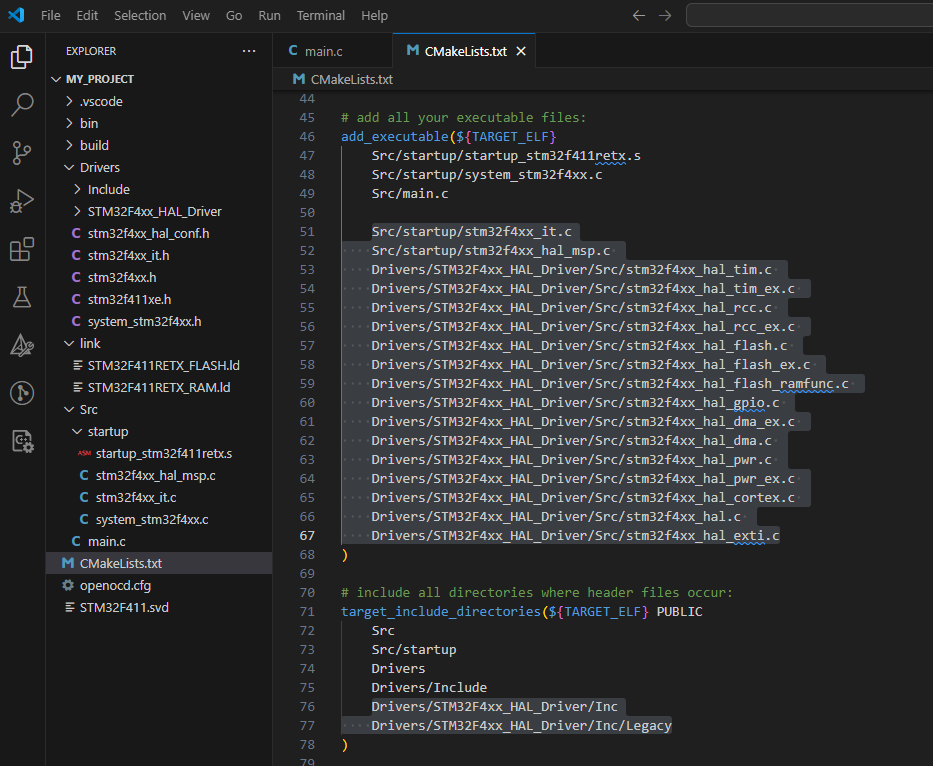 File Edit Selection View Go Run Terminal Help
EXPLORER
MY_PROJECT
.vscode
bin
build
Drivers
Include
STM32F4xx_HAL_Driver
C stm32f4xx_hal_conf.h
C stm32f4xx_it.h
C stm32f4xx.h
C stm32f411xe.h
C system_stm32f4xx.h
link
STM32F411RETX_FLASH.ld
STM32F411RETX_RAM.ld
Src
startup
ASM startup_stm32f411retx.s
C stm32f4xx_hal_msp.c
C stm32f4xx_it.c
C system_stm32f4xx.c
C main.c
M CMakeLists.txt
openocd.cfg
STM32F411.svd
C main.c
M CMakeLists.txt
M CMakeLists.txt
44
45 # add all your executable files:
46 add_executable(${TARGET_ELF}
47 Src/startup/startup_stm32f411retx.s
48 Src/startup/system_stm32f4xx.c
49 Src/main.c
50
51 Src/startup/stm32f4xx_it.c
52 Src/startup/stm32f4xx_hal_msp.c
53 Drivers/STM32F4xx_HAL_Driver/Src/stm32f4xx_hal_tim.c
54 Drivers/STM32F4xx_HAL_Driver/Src/stm32f4xx_hal_tim_ex.c
55 Drivers/STM32F4xx_HAL_Driver/Src/stm32f4xx_hal_rcc.c
56 Drivers/STM32F4xx_HAL_Driver/Src/stm32f4xx_hal_rcc_ex.c
57 Drivers/STM32F4xx_HAL_Driver/Src/stm32f4xx_hal_flash.c
58 Drivers/STM32F4xx_HAL_Driver/Src/stm32f4xx_hal_flash_ex.c
59 Drivers/STM32F4xx_HAL_Driver/Src/stm32f4xx_hal_flash_ramfunc.c
60 Drivers/STM32F4xx_HAL_Driver/Src/stm32f4xx_hal_gpio.c
61 Drivers/STM32F4xx_HAL_Driver/Src/stm32f4xx_hal_dma_ex.c
62 Drivers/STM32F4xx_HAL_Driver/Src/stm32f4xx_hal_dma.c
63 Drivers/STM32F4xx_HAL_Driver/Src/stm32f4xx_hal_pwr.c
64 Drivers/STM32F4xx_HAL_Driver/Src/stm32f4xx_hal_pwr_ex.c
65 Drivers/STM32F4xx_HAL_Driver/Src/stm32f4xx_hal_cortex.c
66 Drivers/STM32F4xx_HAL_Driver/Src/stm32f4xx_hal.c
67 Drivers/STM32F4xx_HAL_Driver/Src/stm32f4xx_hal_exti.c
68 )
69
70 # include all directories where header files occur:
71 target_include_directories(${TARGET_ELF} PUBLIC
72 Src
73 Src/startup
74 Drivers
75 Drivers/Include
76 Drivers/STM32F4xx_HAL_Driver/Inc
77 Drivers/STM32F4xx_HAL_Driver/Inc/Legacy
78 )
79